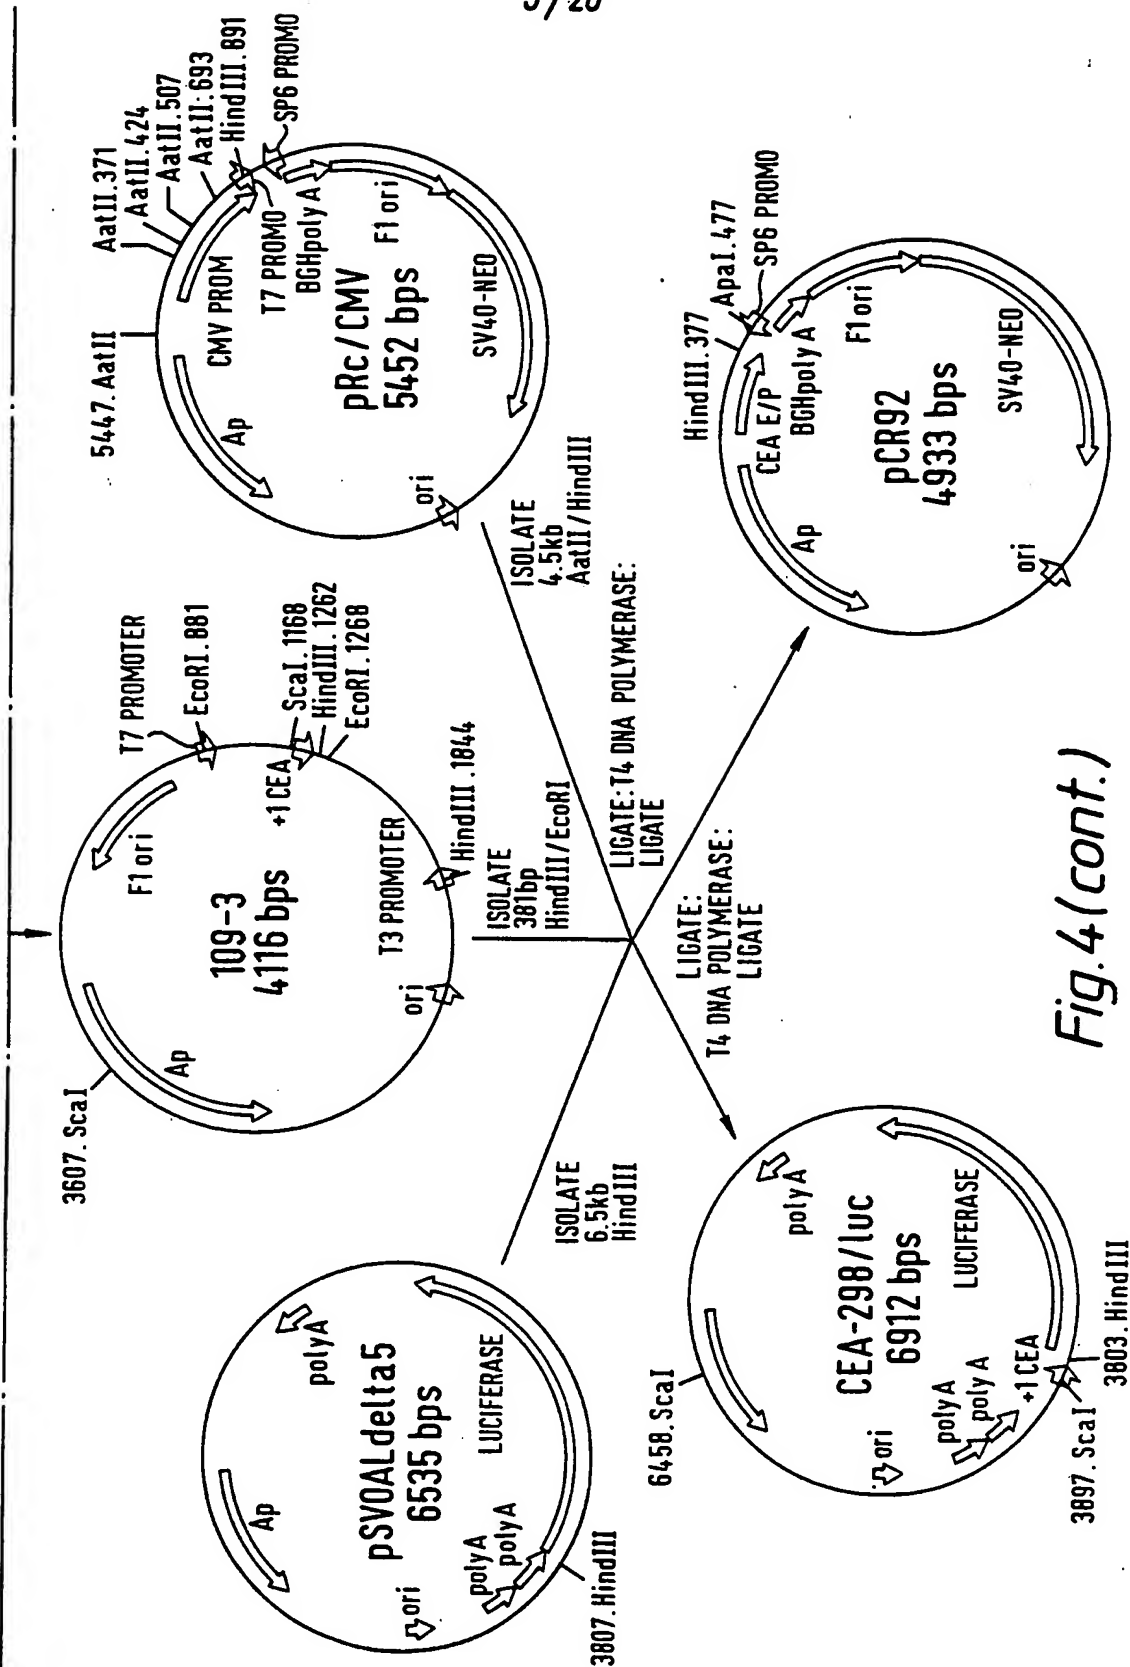 5/28
5447.AatII
AatII.371
AatII.424
AatII.507
AatII.693
HindIII.891
SP6 PROMO
CMV PROM
T7 PROMO
BGHpoly A
F1 ori
SV40-NEO
Ap
ori
pRc/CMV
5452 bps
ISOLATE
4.5kb
AatII/HindIII
3607.ScaI
T7 PROMOTER
EcoRI.881
ScaI.1168
HindIII.1262
EcoRI.1268
HindIII.1844
F1 ori
+1 CEA
T3 PROMOTER
ori
Ap
109-3
4116 bps
ISOLATE
381bp
HindIII/EcoRI
pSV0ALdelta5
6535 bps
polyA
LUCIFERASE
Ap
ori
polyA
polyA
3807.HindIII
ISOLATE
6.5kb
HindIII
LIGATE:T4 DNA POLYMERASE:
LIGATE
LIGATE:
T4 DNA POLYMERASE:
LIGATE
HindIII.377
ApaI.477
SP6 PROMO
CEA E/P
BGHpoly A
F1 ori
SV40-NEO
Ap
ori
pCR92
4933 bps
6458.ScaI
polyA
CEA-298/luc
6912 bps
LUCIFERASE
ori
polyA
polyA
+1 CEA
3897.ScaI
3803.HindIII
Fig.4(cont.)